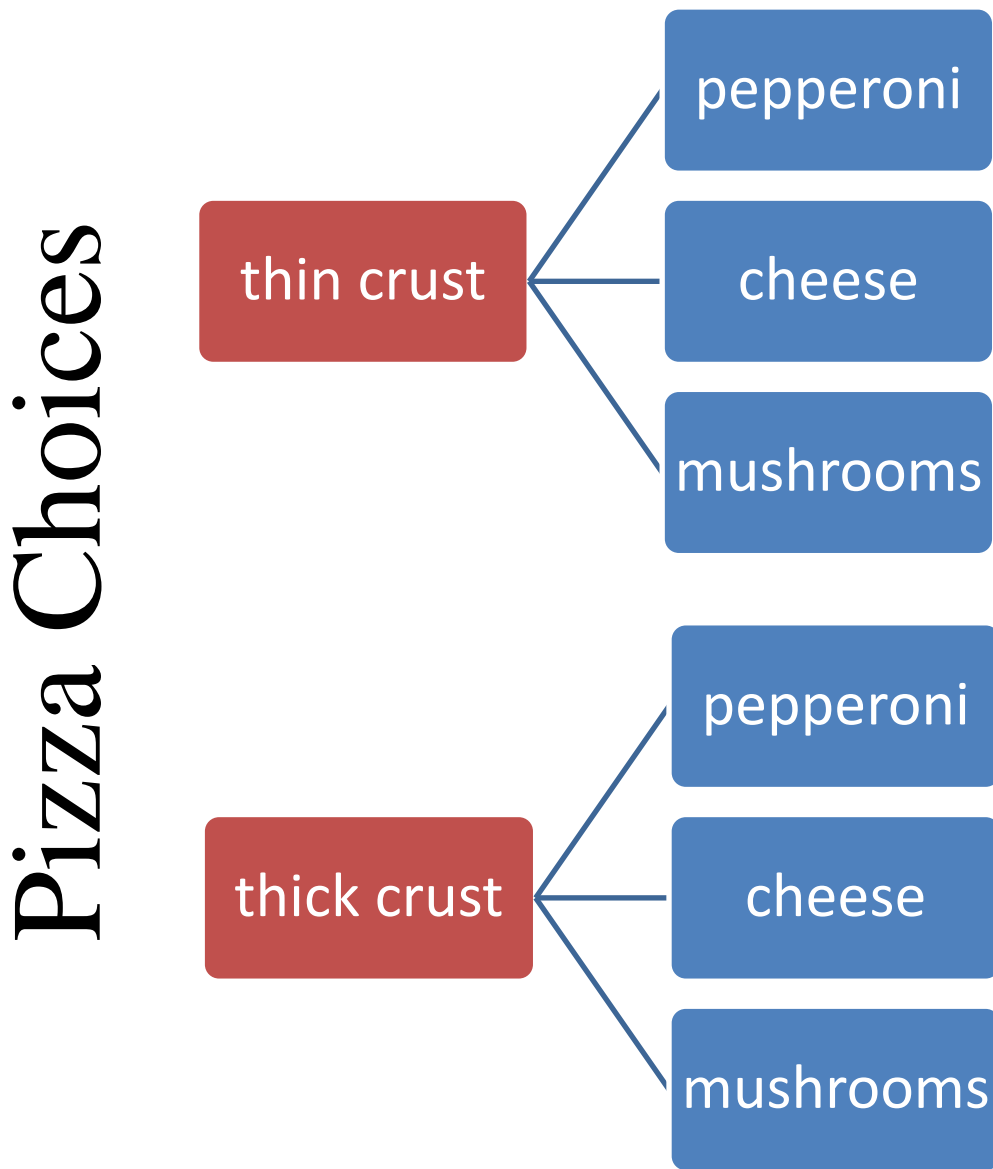 Pizza Choices
thin crust
pepperoni
cheese
mushrooms
thick crust
pepperoni
cheese
mushrooms